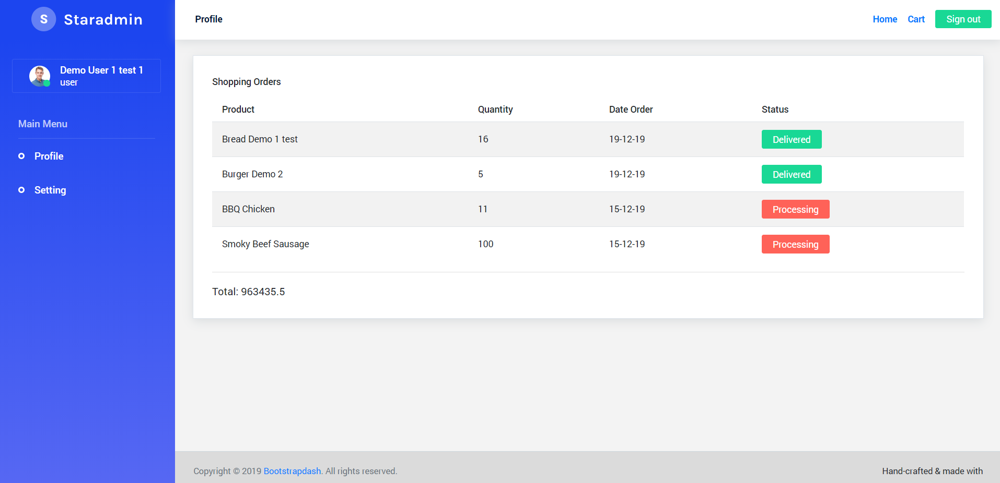 S Staradmin
Profile
Home Cart Sign out
Demo User 1 test 1
user
Main Menu
Profile
Setting
Shopping Orders
Product Quantity Date Order Status
Bread Demo 1 test 16 19-12-19 Delivered
Burger Demo 2 5 19-12-19 Delivered
BBQ Chicken 11 15-12-19 Processing
Smoky Beef Sausage 100 15-12-19 Processing
Total: 963435.5
Copyright © 2019 Bootstrapdash. All rights reserved.
Hand-crafted & made with